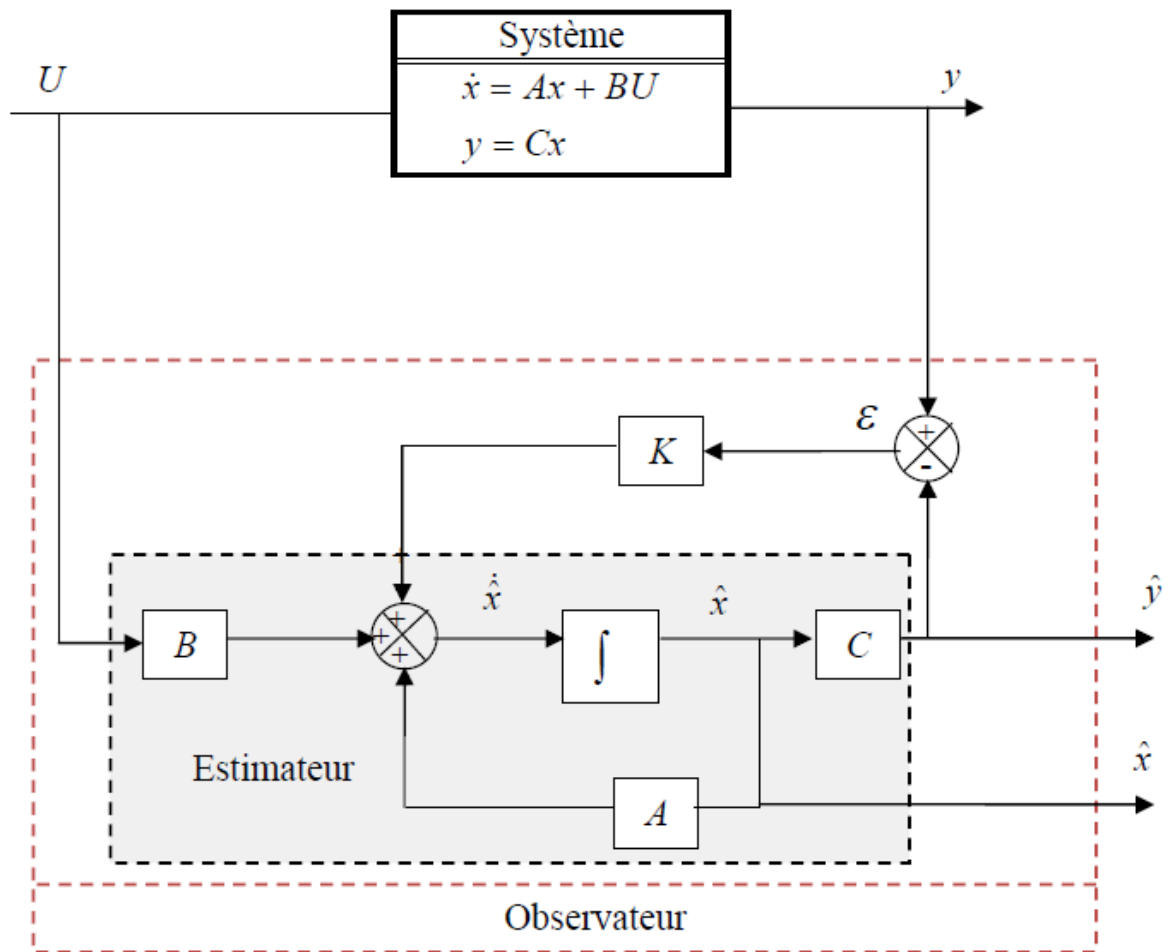 Système
U
ẋ = Ax + BU
y
y = Cx
ε
+
-
K
+
+
+
+
B
x̂̇
∫
x̂
C
ŷ
Estimateur
A
x̂
Observateur